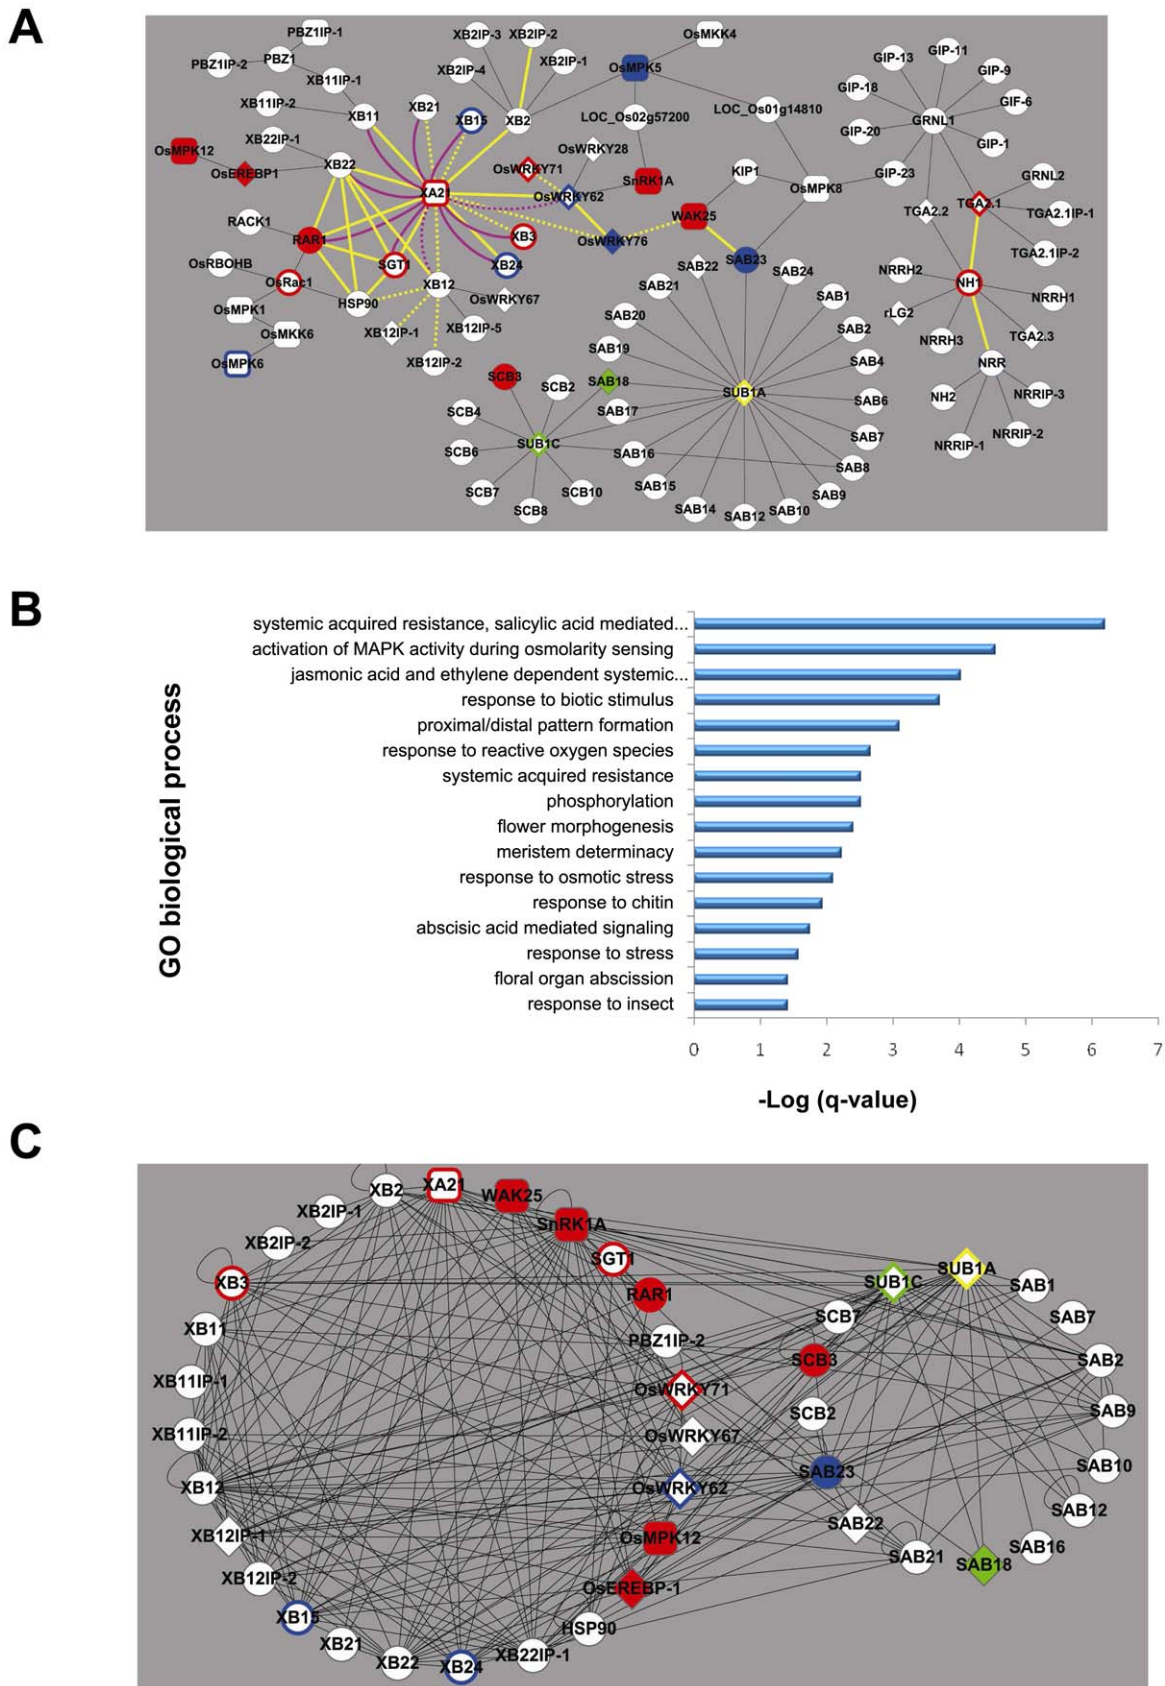 A
PBZ1IP-1
XB2IP-3
XB2IP-2
OsMKK4
PBZ1IP-2
PBZ1
XB2IP-4
XB2IP-1
OsMPK5
GIP-13
GIP-11
GIP-9
XB11IP-1
GIP-18
GIF-6
XB11IP-2
XB11
XB21
XB15
XB2
LOC_Os02g57200
LOC_Os01g14810
GIP-20
GRNL1
GIP-1
XB22IP-1
OsMPK12
OsEREBP1
XB22
OsWRKY28
OsWRKY71
SnRK1A
KIP1
OsMPK8
GIP-23
GRNL2
XA21
OsWRKY62
WAK25
TGA2.2
TGA2.1
TGA2.1IP-1
RACK1
RAR1
XB3
OsWRKY76
TGA2.1IP-2
OsRBOHB
SGT1
XB24
SAB23
SAB22
SAB24
NRRH2
OsRac1
XB12
NH1
NRRH1
HSP90
OsWRKY67
SAB21
SAB1
rLG2
OsMPK1
OsMKK6
XB12IP-1
XB12IP-5
SAB20
SAB2
NRRH3
TGA2.3
OsMPK6
XB12IP-2
SAB19
SAB4
NRR
SCB3
SCB2
SAB18
SUB1A
SAB6
NH2
NRRIP-3
SCB4
SAB17
SUB1C
SAB7
NRRIP-1
NRRIP-2
SCB6
SAB16
SAB8
SCB7
SCB10
SAB15
SAB9
SCB8
SAB14
SAB12
SAB10
B
GO biological process
systemic acquired resistance, salicylic acid mediated...
activation of MAPK activity during osmolarity sensing
jasmonic acid and ethylene dependent systemic...
response to biotic stimulus
proximal/distal pattern formation
response to reactive oxygen species
systemic acquired resistance
phosphorylation
flower morphogenesis
meristem determinacy
response to osmotic stress
response to chitin
abscisic acid mediated signaling
response to stress
floral organ abscission
response to insect
0 1 2 3 4 5 6 7
-Log (q-value)
C
XB2
XA21
WAK25
XB2IP-1
SnRK1A
XB2IP-2
SGT1
XB3
RAR1
SUB1C
SUB1A
SAB1
XB11
PBZ1IP-2
SCB7
SAB7
XB11IP-1
OsWRKY71
SCB3
SAB2
XB11IP-2
OsWRKY67
SCB2
SAB9
XB12
OsWRKY62
SAB23
SAB10
XB12IP-1
OsMPK12
SAB22
SAB12
XB12IP-2
OsEREBP-1
SAB21
SAB18
SAB16
XB15
HSP90
XB21
XB22
XB24
XB22IP-1